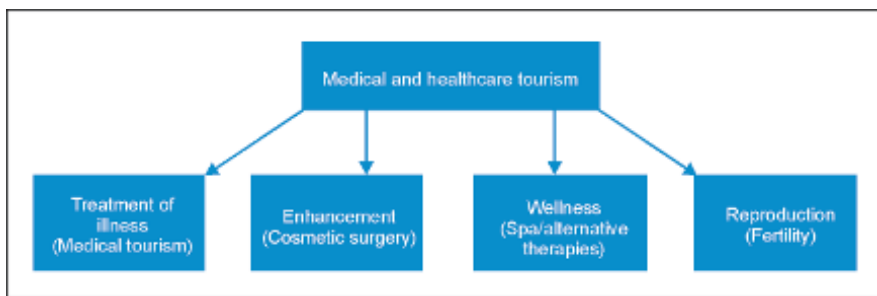 Medical and healthcare tourism
Treatment of
illness
(Medical tourism)
Enhancement
(Cosmetic surgery)
Wellness
(Spa/alternative
therapies)
Reproduction
(Fertility)